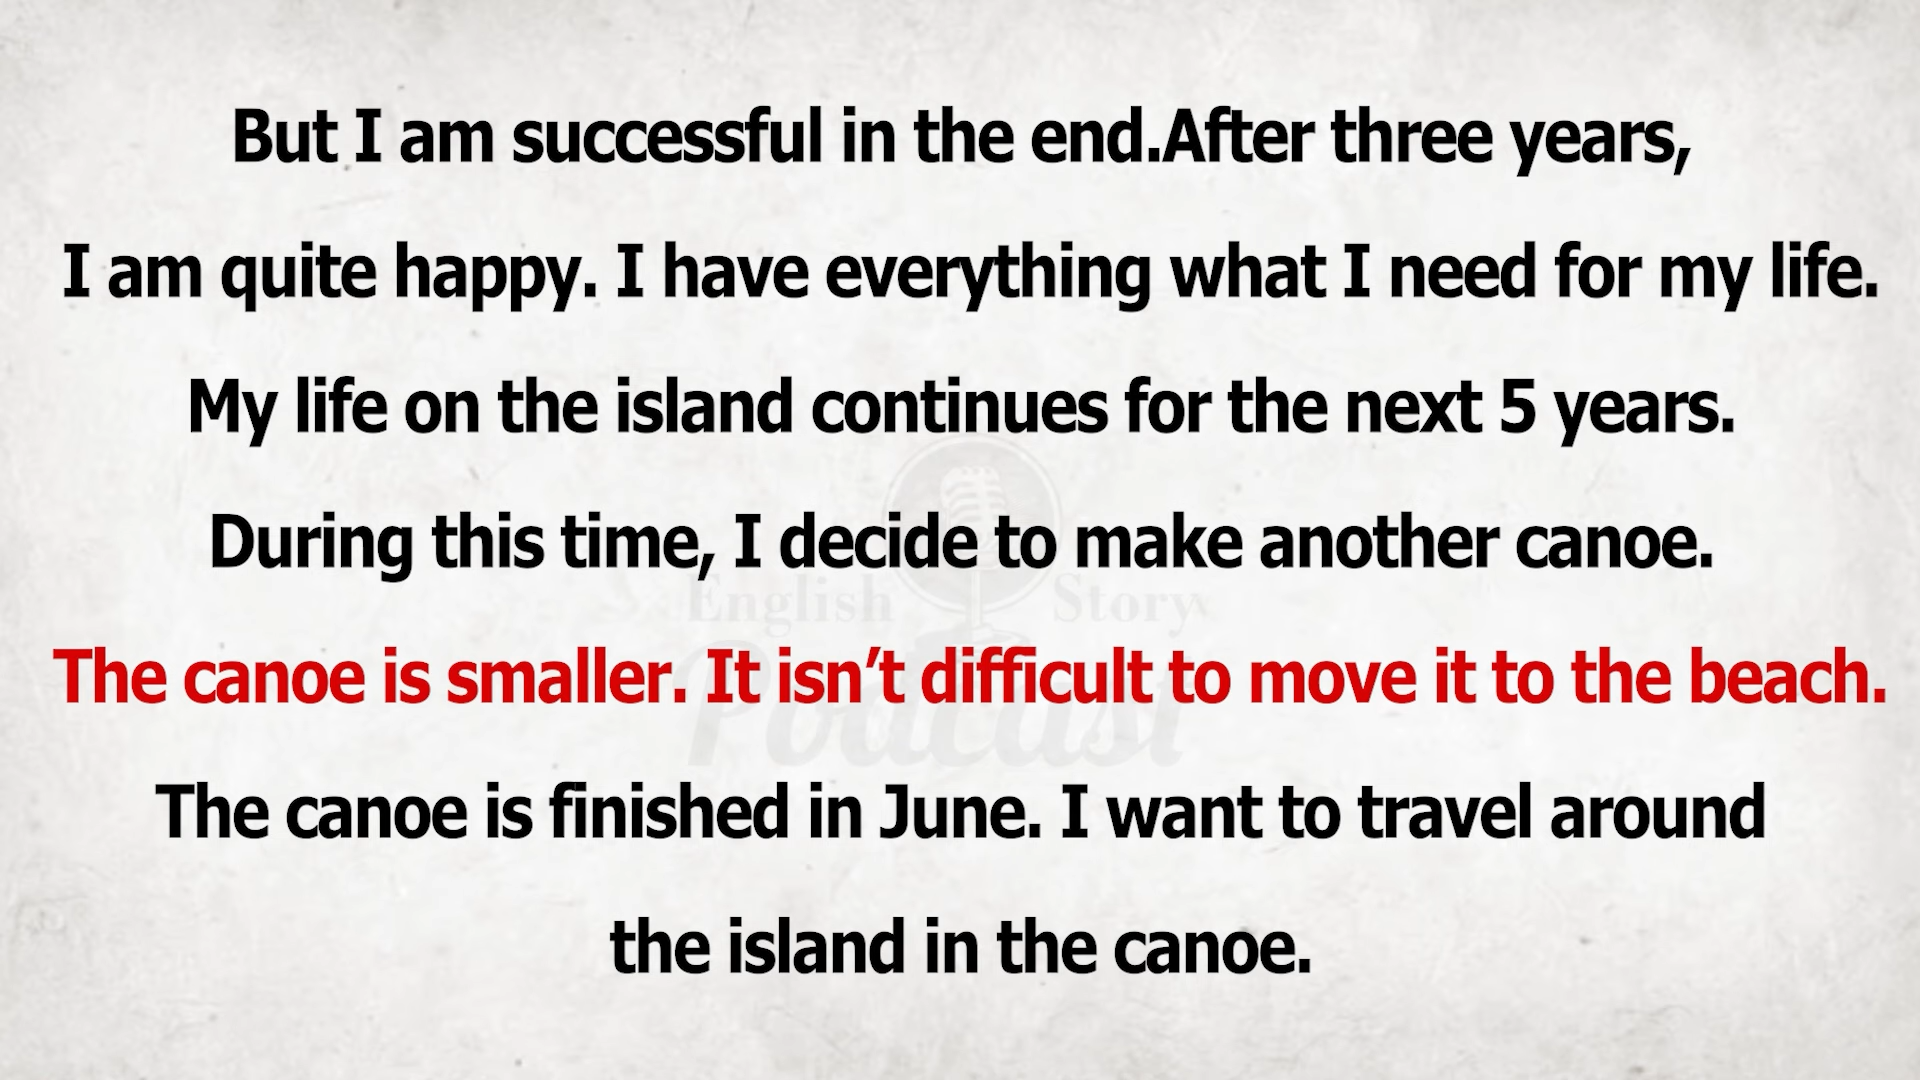 But I am successful in the end.After three years,
I am quite happy. I have everything what I need for my life.
My life on the island continues for the next 5 years.
During this time, I decide to make another canoe.
English Story
The canoe is smaller. It isn’t difficult to move it to the beach.
Podcast
The canoe is finished in June. I want to travel around
the island in the canoe.